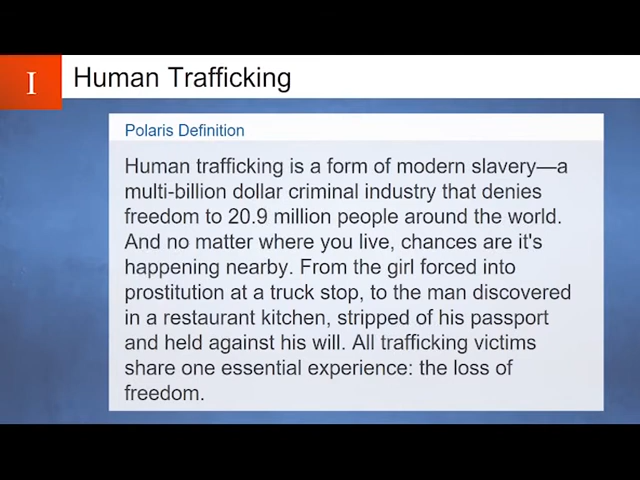 I
Human Trafficking
Polaris Definition
Human trafficking is a form of modern slavery—a
multi-billion dollar criminal industry that denies
freedom to 20.9 million people around the world.
And no matter where you live, chances are it's
happening nearby. From the girl forced into
prostitution at a truck stop, to the man discovered
in a restaurant kitchen, stripped of his passport
and held against his will. All trafficking victims
share one essential experience: the loss of
freedom.